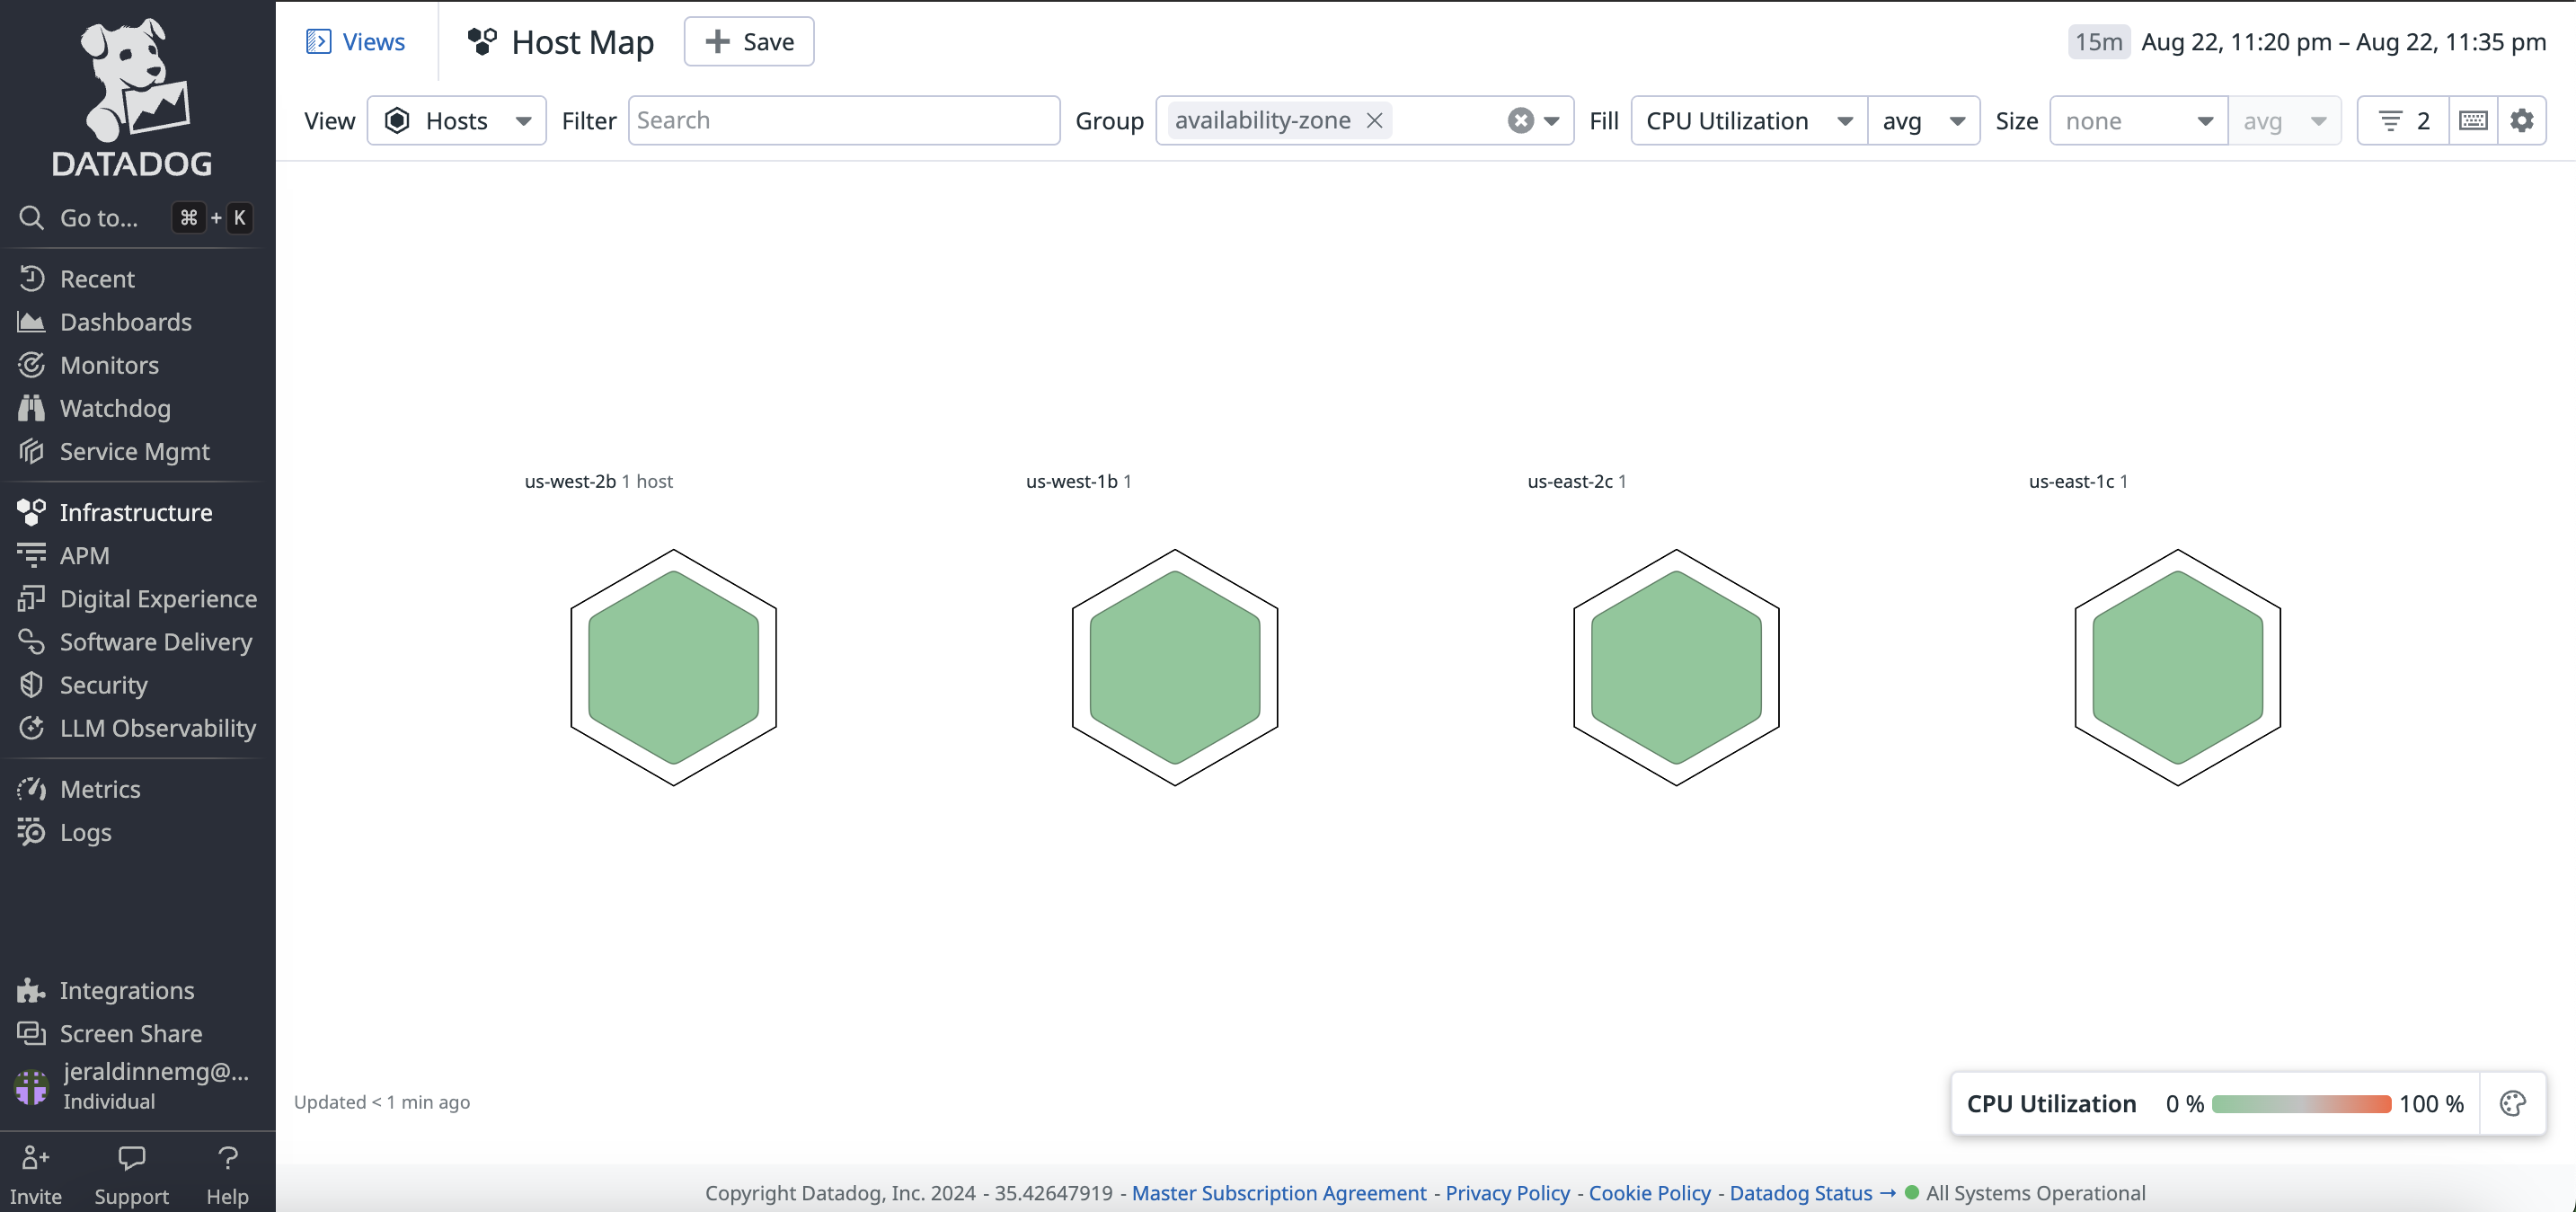 DATADOG
Go to... ⌘ + K
Recent
Dashboards
Monitors
Watchdog
Service Mgmt
Infrastructure
APM
Digital Experience
Software Delivery
Security
LLM Observability
Metrics
Logs
Integrations
Screen Share
jeraldinnemg@...
Individual
Invite Support Help
Views Host Map + Save 15m Aug 22, 11:20 pm – Aug 22, 11:35 pm
View Hosts Filter Search Group availability-zone Fill CPU Utilization avg Size none avg 2
us-west-2b 1 host us-west-1b 1 us-east-2c 1 us-east-1c 1
Updated < 1 min ago
CPU Utilization 0 % 100 %
Copyright Datadog, Inc. 2024 - 35.42647919 - Master Subscription Agreement - Privacy Policy - Cookie Policy - Datadog Status → All Systems Operational